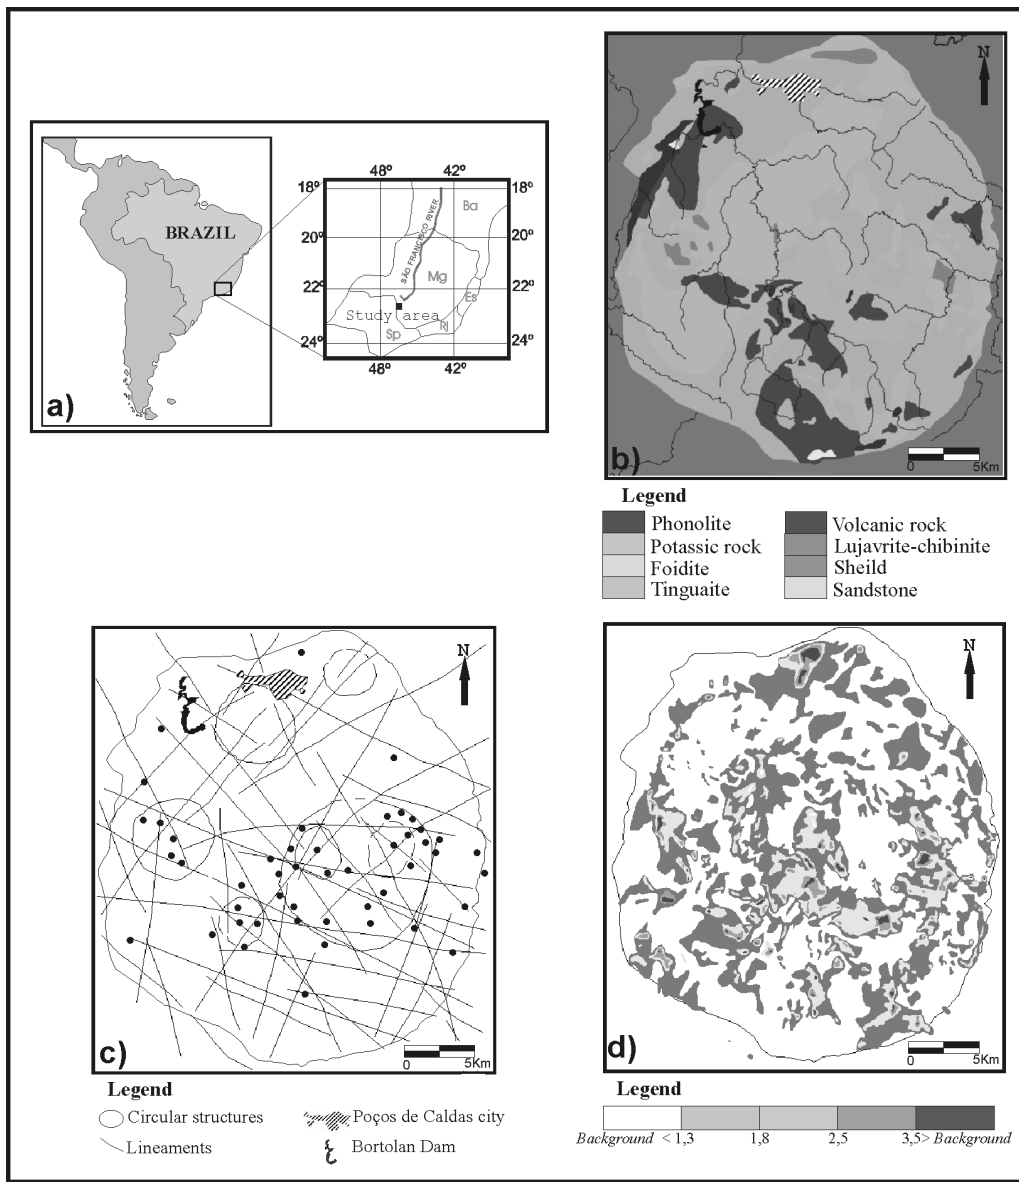 BRAZIL
a)
48º
42º
18º
18º
Ba
SÃO FRANCISCO RIVER
20º
20º
Mg
22º
22º
Es
Study area
Rj
Sp
24º
24º
48º
42º
N
b)
0
5Km
Legend
Phonolite
Potassic rock
Foidite
Tinguaite
Volcanic rock
Lujavrite-chibinite
Sheild
Sandstone
N
c)
0
5Km
Legend
Circular structures
Poços de Caldas city
Lineaments
Bortolan Dam
N
d)
0
5Km
Legend
Background < 1,3 1,8 2,5 3,5> Background